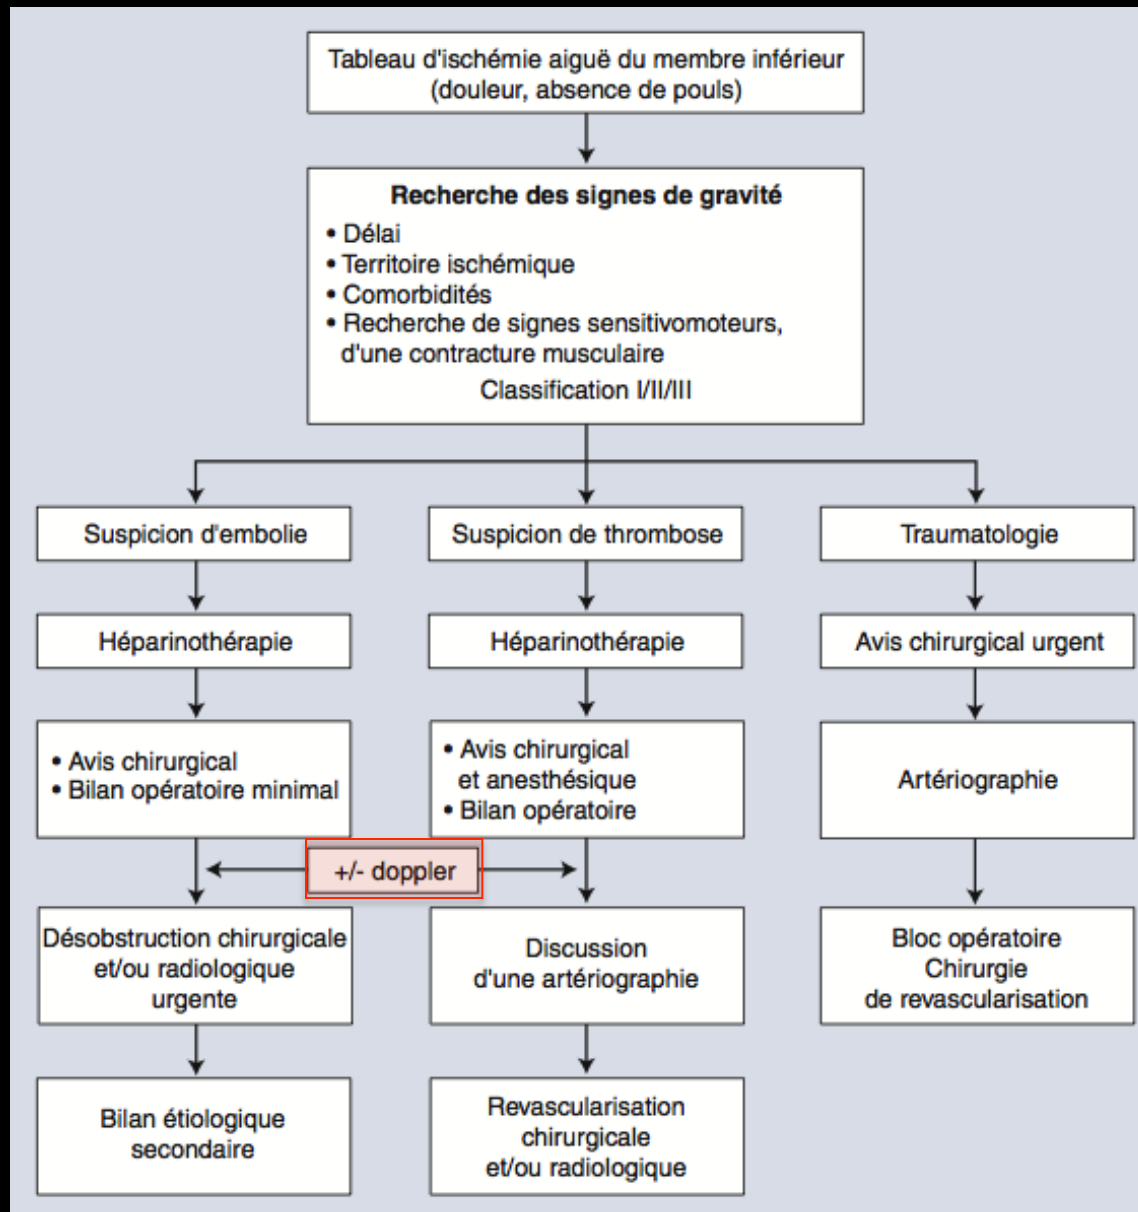 Tableau d'ischémie aiguë du membre inférieur
(douleur, absence de pouls)
Recherche des signes de gravité
• Délai
• Territoire ischémique
• Comorbidités
• Recherche de signes sensitivomoteurs,
d'une contracture musculaire
Classification I/II/III
Suspicion d'embolie
Héparinothérapie
• Avis chirurgical
• Bilan opératoire minimal
Suspicion de thrombose
Héparinothérapie
• Avis chirurgical
et anesthésique
• Bilan opératoire
Traumatologie
Avis chirurgical urgent
Artériographie
+/- doppler
Désobstruction chirurgicale
et/ou radiologique
urgente
Bilan étiologique
secondaire
Discussion
d'une artériographie
Revascularisation
chirurgicale
et/ou radiologique
Bloc opératoire
Chirurgie
de revascularisation